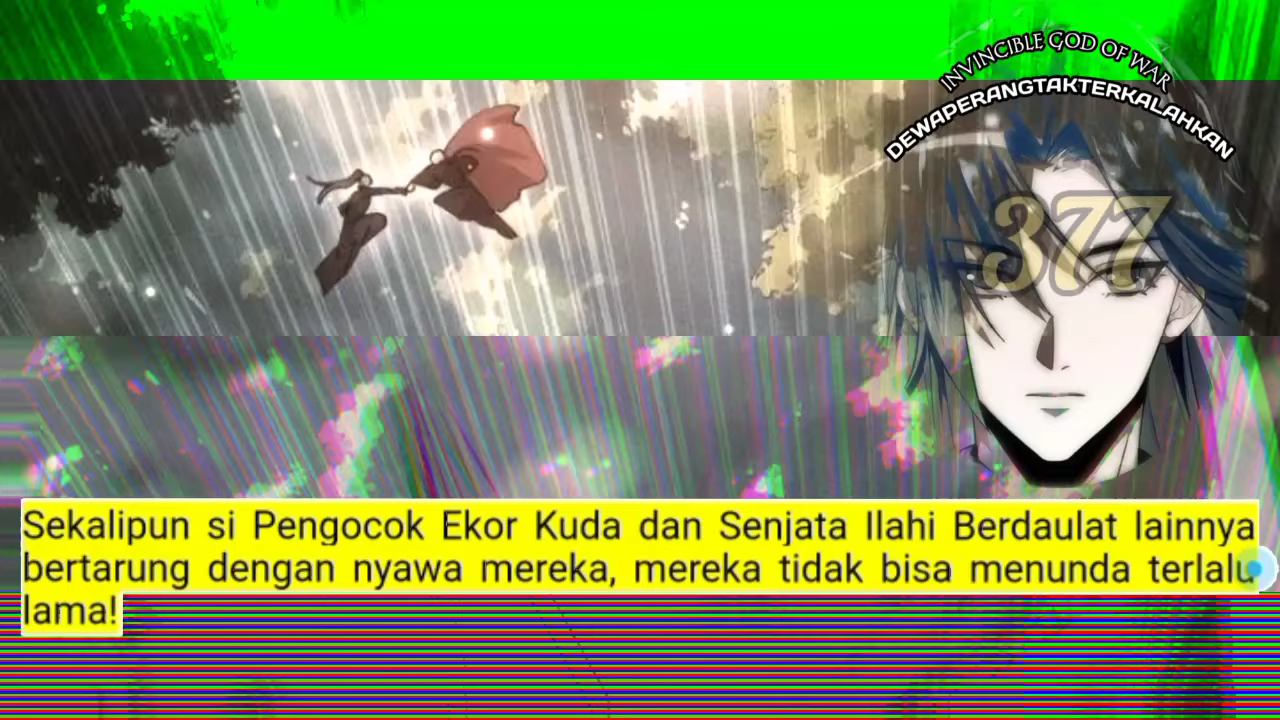 INVINCIBLE GOD OF WAR
DEWAPERANGTAKTERKALAHKAN
377
Sekalipun si Pengocok Ekor Kuda dan Senjata Ilahi Berdaulat lainnya
bertarung dengan nyawa mereka, mereka tidak bisa menunda terlalu
lama!